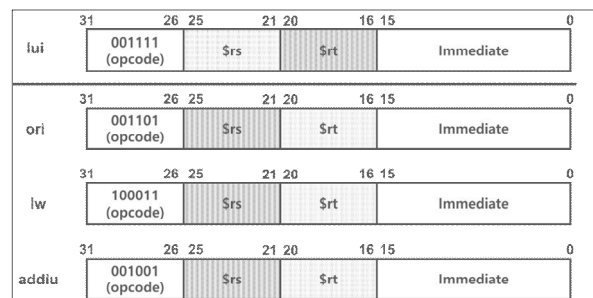 31 26 25 21 20 16 15 0
lui 001111 (opcode) $rs $rt Immediate
31 26 25 21 20 16 15 0
ori 001101 (opcode) $rs $rt Immediate
31 26 25 21 20 16 15 0
lw 100011 (opcode) $rs $rt Immediate
31 26 25 21 20 16 15 0
addiu 001001 (opcode) $rs $rt Immediate